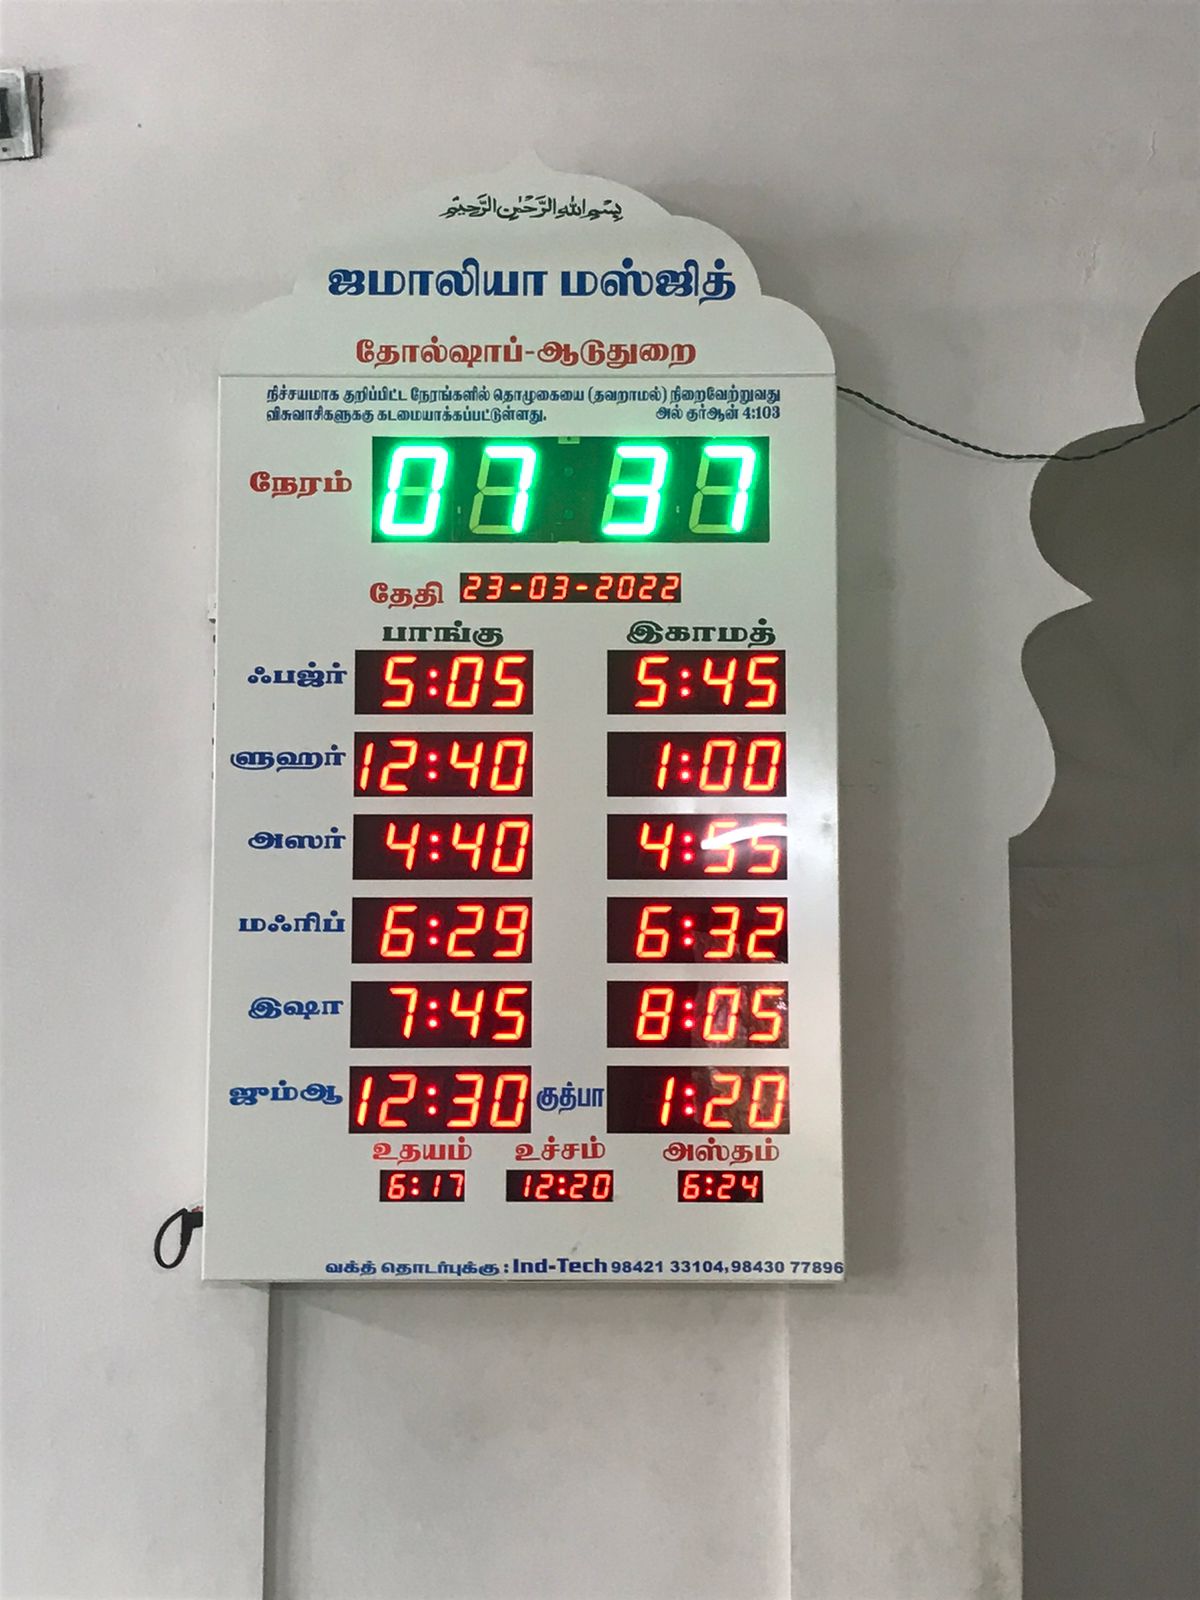 بِسْمِ اللهِ الرَّحْمٰنِ الرَّحِيْمِ
ஜமாலியா மஸ்ஜித்
தோல்ஷாப்-ஆடுதுறை
நிச்சயமாக குறிப்பிட்ட நேரங்களில் தொழுகையை (தவறாமல்) நிறைவேற்றுவது
விசுவாசிகளுக்கு கடமையாக்கப்பட்டுள்ளது. அல் குர்ஆன் 4:103
நேரம் 07 37
தேதி 23-03-2022
பாங்கு இகாமத்
ஃபஜ்ர் 5:05 5:45
ளுஹர் 12:40 1:00
அஸர் 4:40 4:55
மஃரிப் 6:29 6:32
இஷா 7:45 8:05
ஜும்ஆ 12:30 குத்பா 1:20
உதயம் உச்சம் அஸ்தம்
6:17 12:20 6:24
வக்த் தொடர்புக்கு : Ind-Tech 98421 33104, 98430 77896